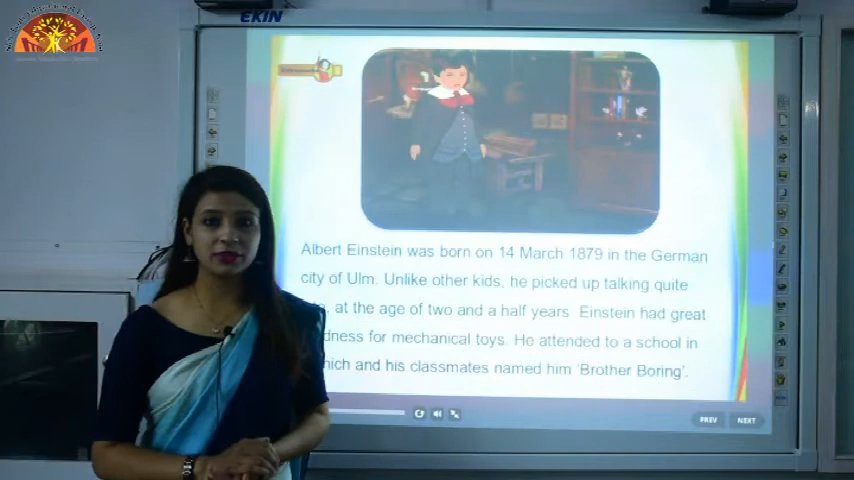 EKIN
Albert Einstein was born on 14 March 1879 in the German
city of Ulm. Unlike other kids, he picked up talking quite
at the age of two and a half years. Einstein had great
for mechanical toys. He attended to a school in
and his classmates named him 'Brother Boring'.
PREV NEXT